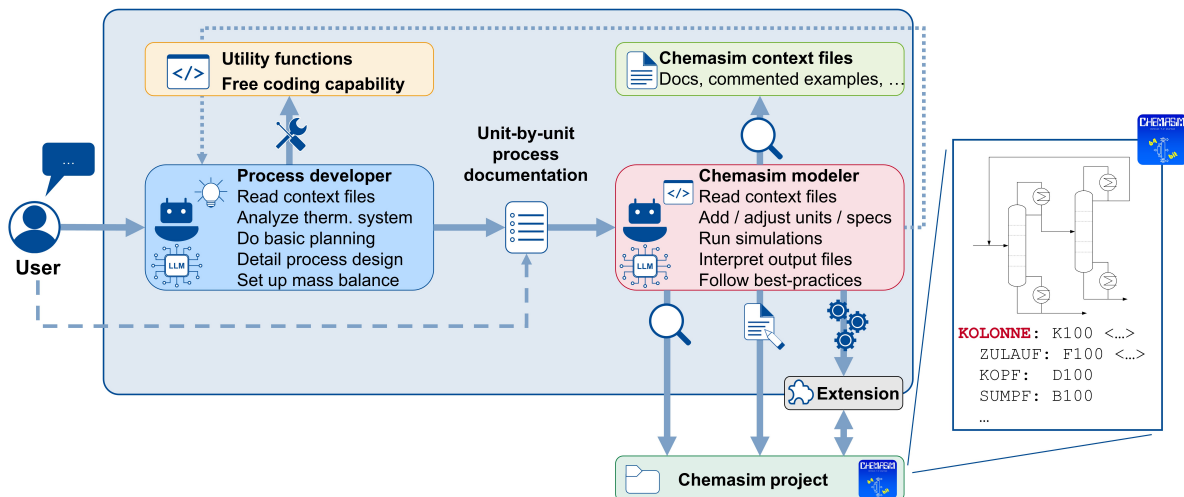 Utility functions
Free coding capability
</>
Chemasim context files
Docs, commented examples, …
...
User
Unit-by-unit
process
documentation
Process developer
Read context files
Analyze therm. system
Do basic planning
Detail process design
Set up mass balance
LLM
Chemasim modeler
</>
Read context files
Add / adjust units / specs
Run simulations
Interpret output files
Follow best-practices
LLM
Extension
Chemasim project
CHEMASIM
CHEMASIM
64
bit
KOLONNE: K100 <…>
ZULAUF: F100 <…>
KOPF: D100
SUMPF: B100
…